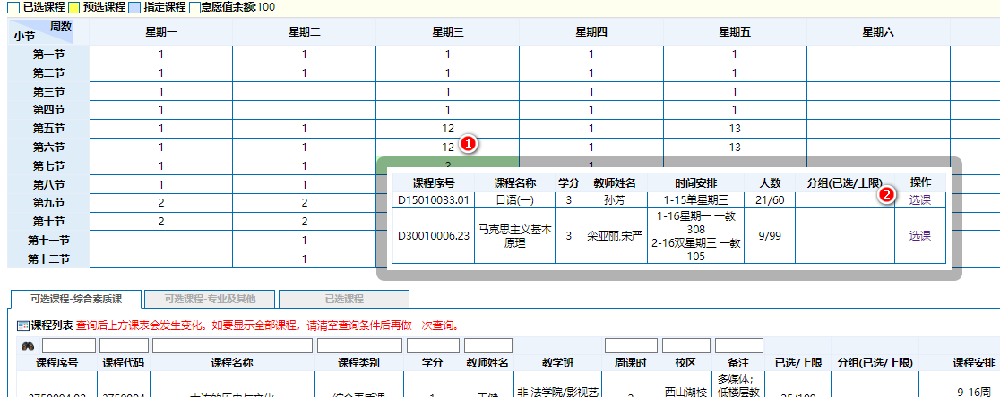 已选课程 预选课程 指定课程 意愿值余额:100
周数 小节 星期一 星期二 星期三 星期四 星期五 星期六
第一节 1 1 1 1 1
第二节 1 1 1 1 1
第三节 1 1 1 1
第四节 1 1 1 1
第五节 1 1 12 1 13
第六节 1 1 12 1 13
1
第七节 1 1 2 1
第八节 1 1
第九节 2 2
第十节 2 2
第十一节 1
第十二节 1
课程序号 课程名称 学分 教师姓名 时间安排 人数 分组(已选/上限) 操作
2
D15010033.01 日语(一) 3 孙芳 1-15单星期三 21/60 选课
D30010006.23 马克思主义基本
原理 3 栾亚丽,宋严 1-16星期一 一教
308
2-16双星期三 一教
105 9/99 选课
可选课程-综合素质课 可选课程-专业及其他 已选课程
课程列表 查询后上方课表会发生变化。如要显示全部课程，请清空查询条件后再做一次查询。
课程序号 课程代码 课程名称 课程类别 学分 教师姓名 教学班 周课时 校区 备注 已选/上限 分组(已选/上限) 课程安排
综合素质课 1 非 法学院/影视艺 2 西山湖校 多媒体；
低楼层教 9-16周